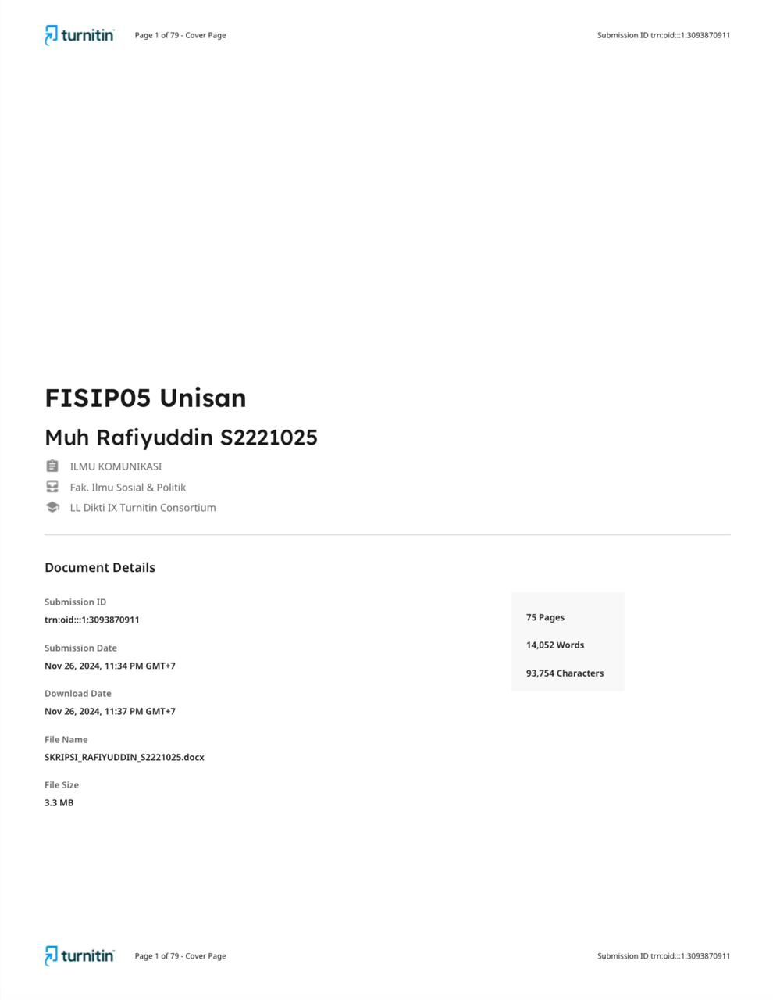 turnitin Page 1 of 79 - Cover Page Submission ID trn:oid:::1:3093870911
FISIP05 Unisan
Muh Rafiyuddin S2221025
ILMU KOMUNIKASI
Fak. Ilmu Sosial & Politik
LL Dikti IX Turnitin Consortium
Document Details
Submission ID
trn:oid:::1:3093870911
Submission Date
Nov 26, 2024, 11:34 PM GMT+7
Download Date
Nov 26, 2024, 11:37 PM GMT+7
File Name
SKRIPSI_RAFIYUDDIN_S2221025.docx
File Size
3.3 MB
75 Pages
14,052 Words
93,754 Characters
turnitin Page 1 of 79 - Cover Page Submission ID trn:oid:::1:3093870911